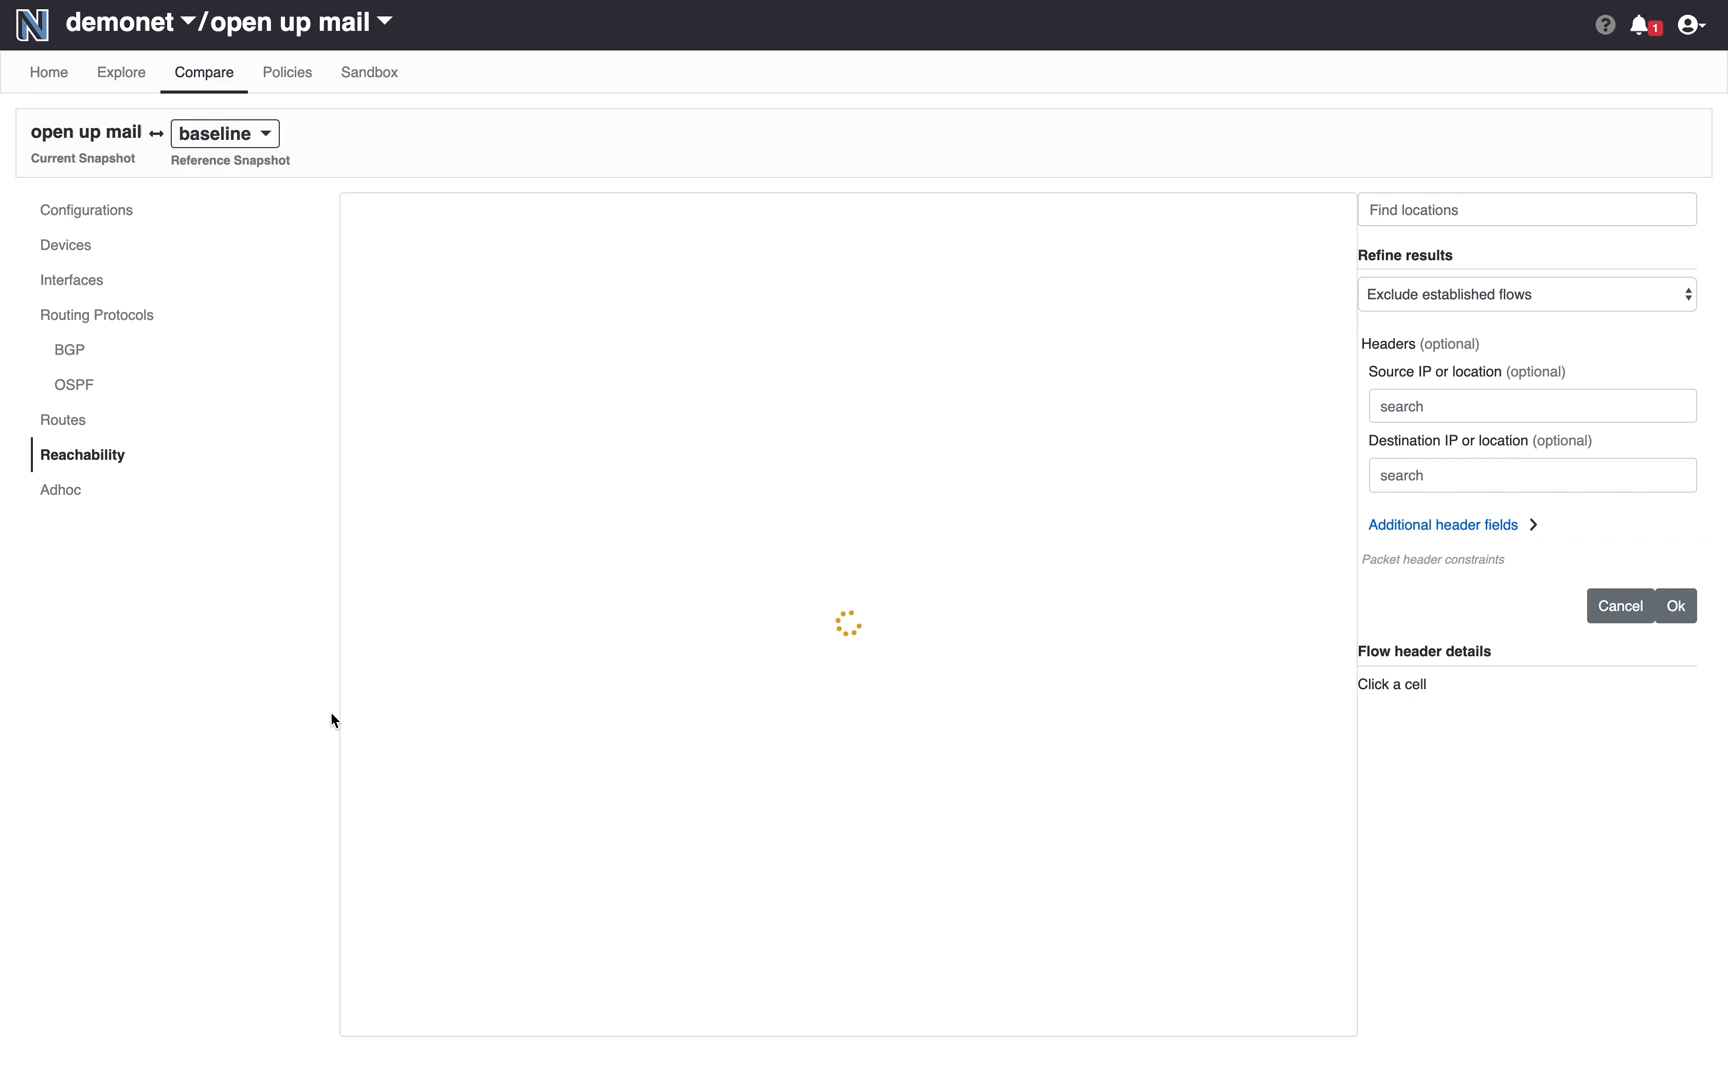 demonet / open up mail
1
Home Explore Compare Policies Sandbox
open up mail ↔ baseline
Current Snapshot Reference Snapshot
Configurations
Devices
Interfaces
Routing Protocols
BGP
OSPF
Routes
Reachability
Adhoc
Find locations
Refine results
Exclude established flows
Headers (optional)
Source IP or location (optional)
search
Destination IP or location (optional)
search
Additional header fields
Packet header constraints
Cancel Ok
Flow header details
Click a cell